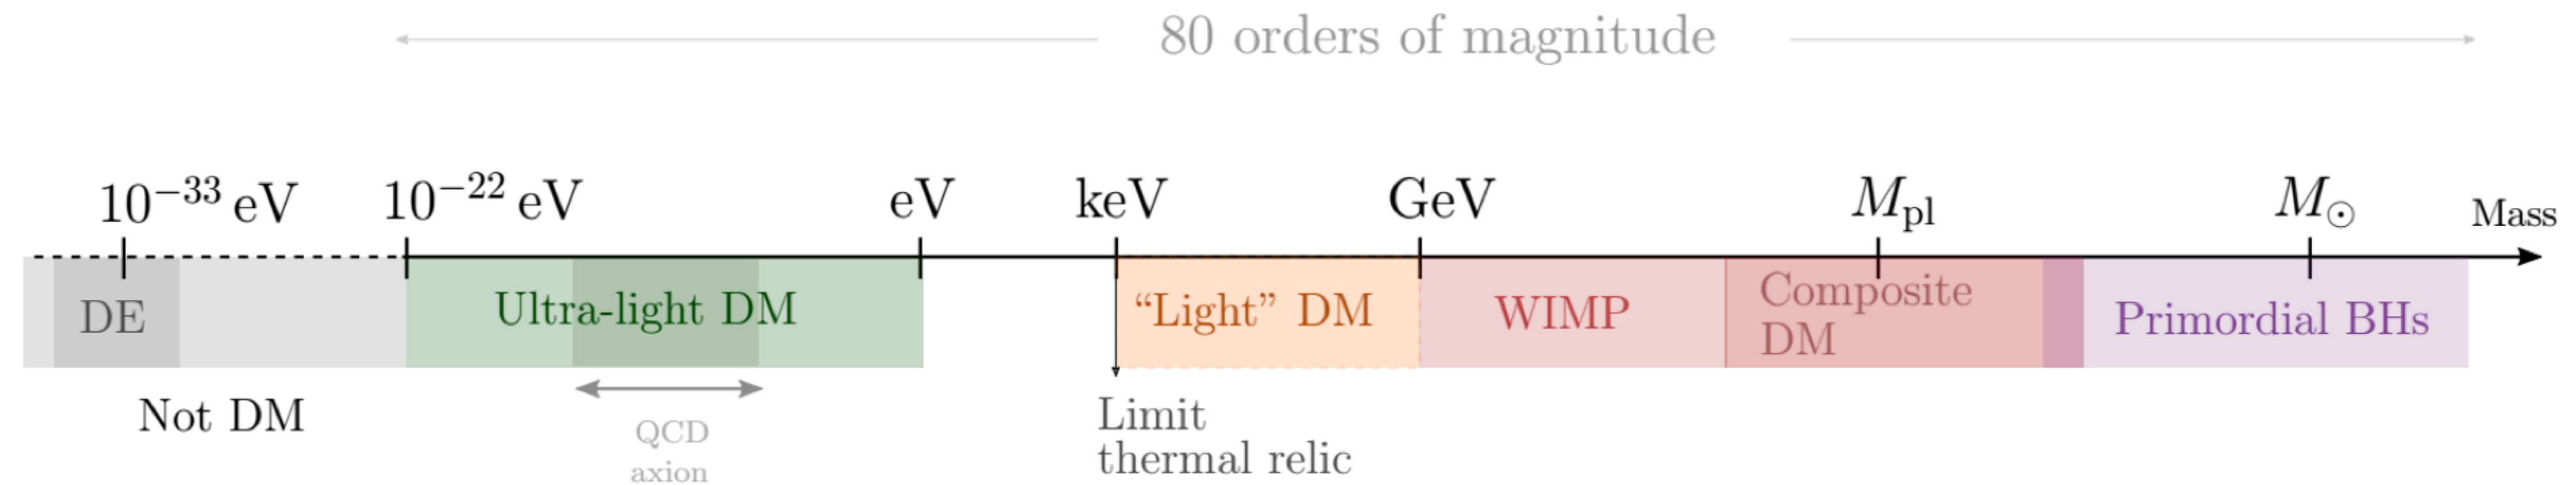 80 orders of magnitude
10⁻³³ eV 10⁻²² eV eV keV GeV M_pl M_☉ Mass
DE Ultra-light DM “Light” DM WIMP Composite DM Primordial BHs
Not DM
QCD
axion
Limit
thermal relic